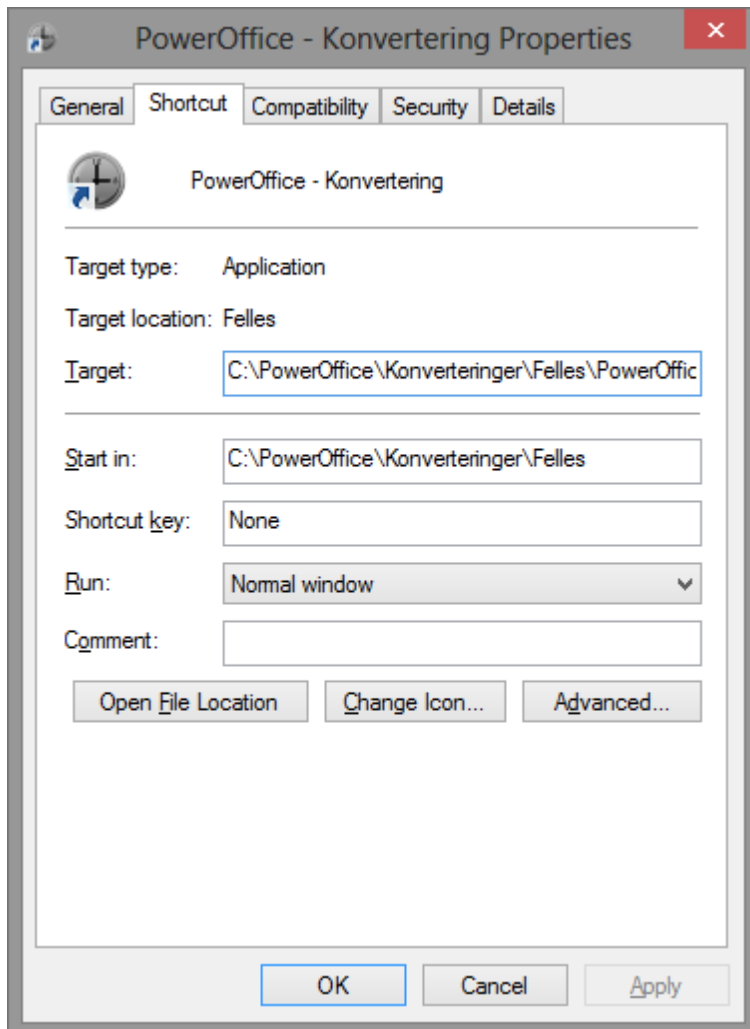 PowerOffice - Konvertering Properties
General Shortcut Compatibility Security Details
PowerOffice - Konvertering
Target type: Application
Target location: Felles
Target: C:\PowerOffice\Konverteringer\Felles\PowerOffic
Start in: C:\PowerOffice\Konverteringer\Felles
Shortcut key: None
Run: Normal window
Comment:
Open File Location Change Icon... Advanced...
OK Cancel Apply